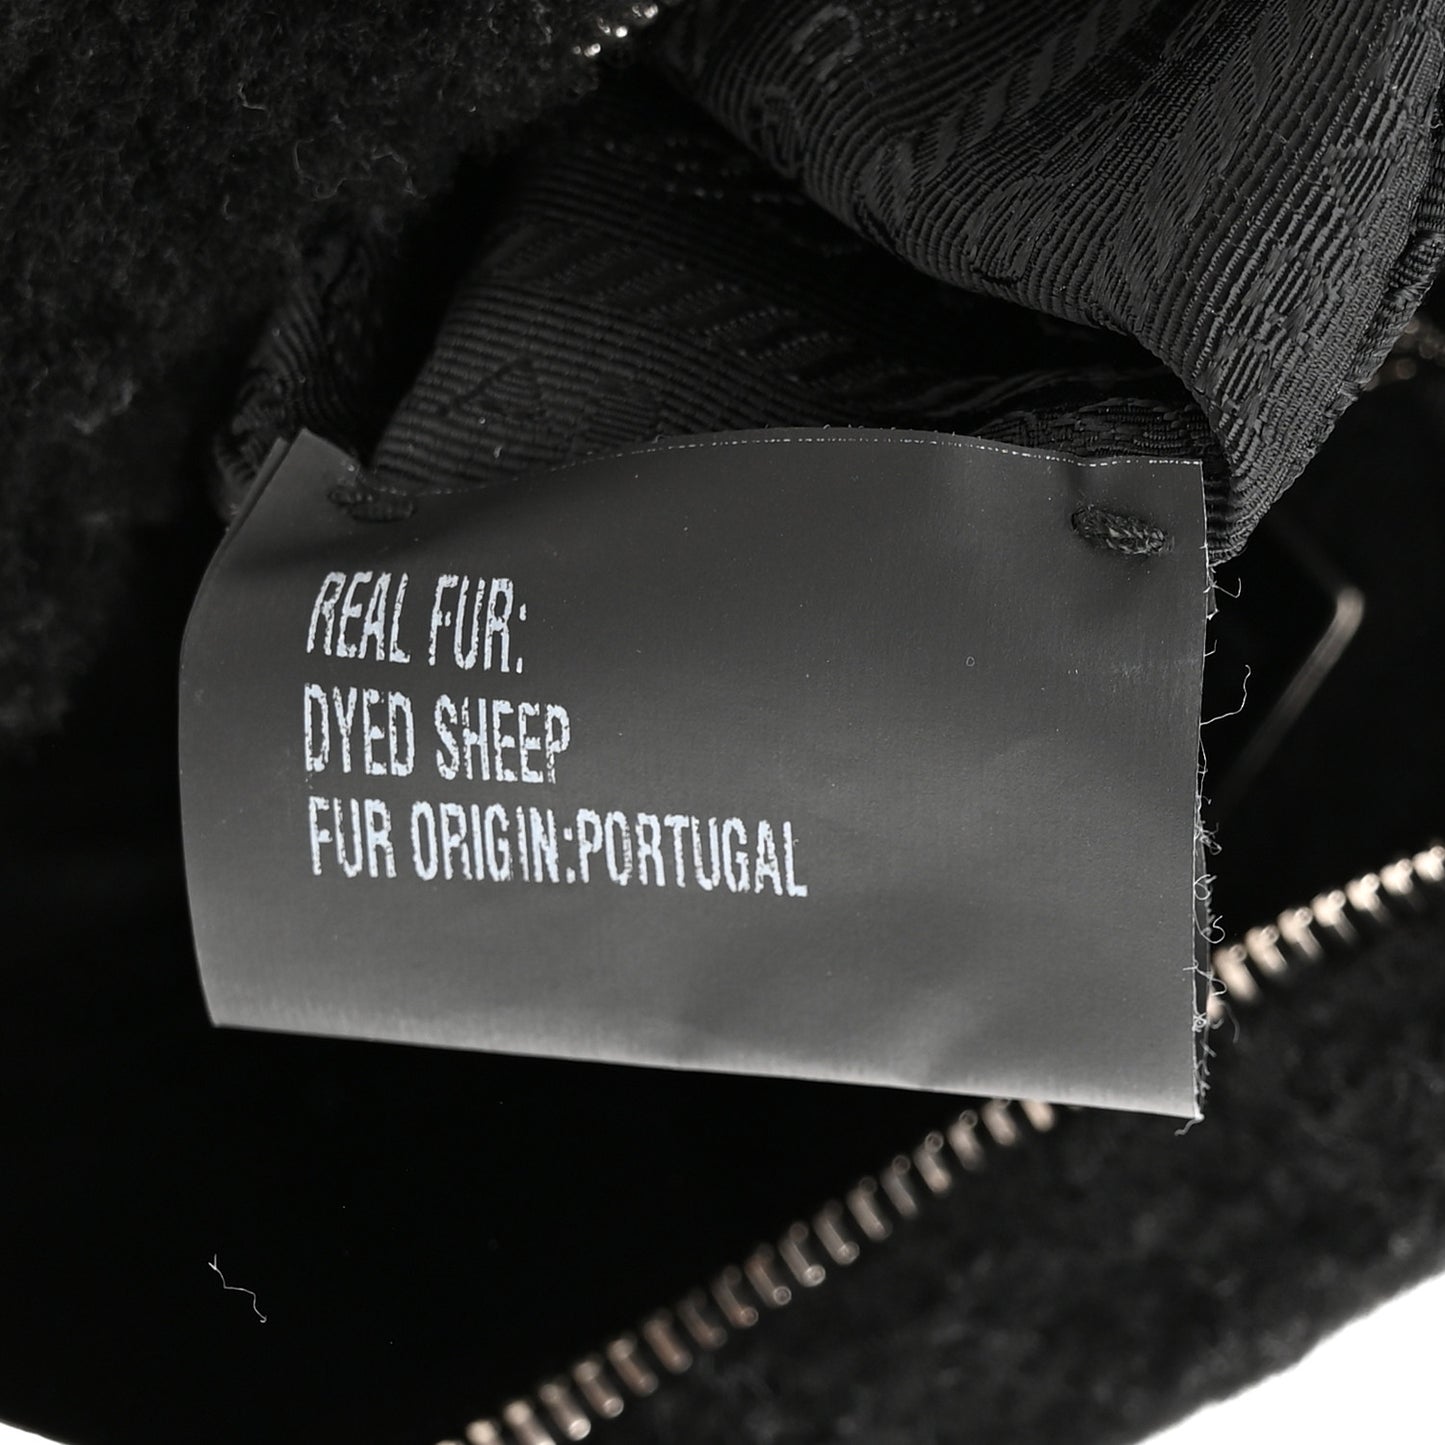 REAL FUR:
DYED SHEEP
FUR ORIGIN:PORTUGAL